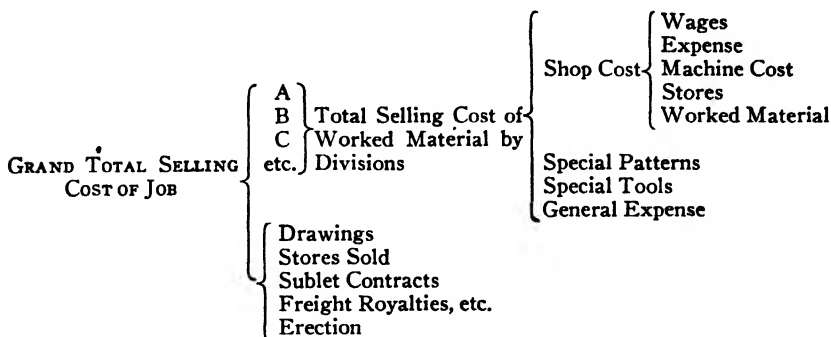 GRAND TOTAL SELLING
COST OF JOB
A
B
C
etc.
Total Selling Cost of
Worked Material by
Divisions
Shop Cost
Wages
Expense
Machine Cost
Stores
Worked Material
Special Patterns
Special Tools
General Expense
Drawings
Stores Sold
Sublet Contracts
Freight Royalties, etc.
Erection